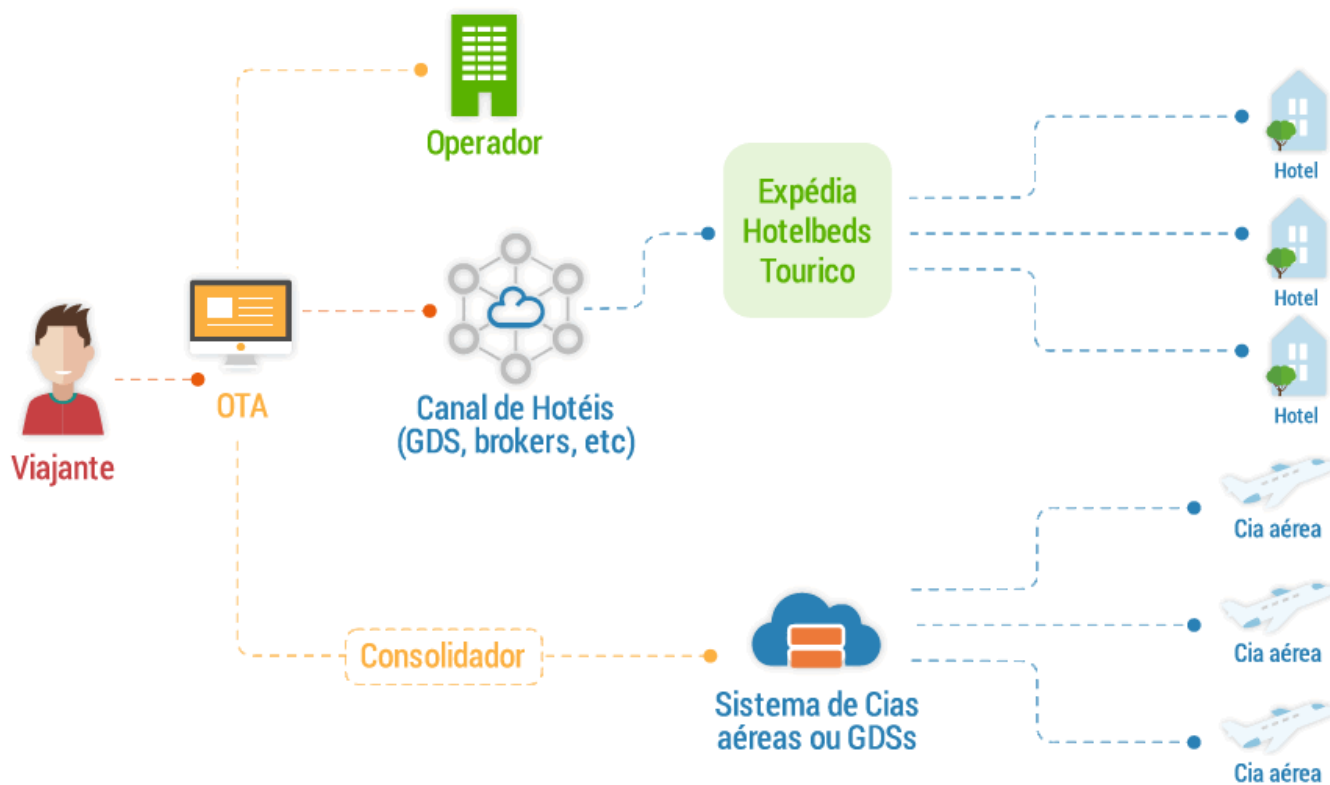 Operador
Expédia
Hotelbeds
Tourico
Hotel
Hotel
Hotel
OTA
Canal de Hotéis
(GDS, brokers, etc)
Viajante
Cia aérea
Consolidador
Sistema de Cias
aéreas ou GDSs
Cia aérea
Cia aérea